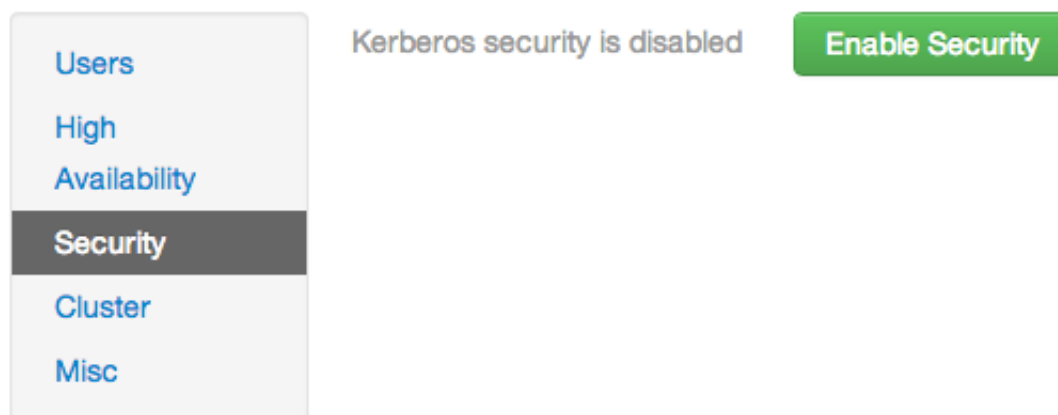 Users
High
Availability
Security
Cluster
Misc
Kerberos security is disabled
Enable Security